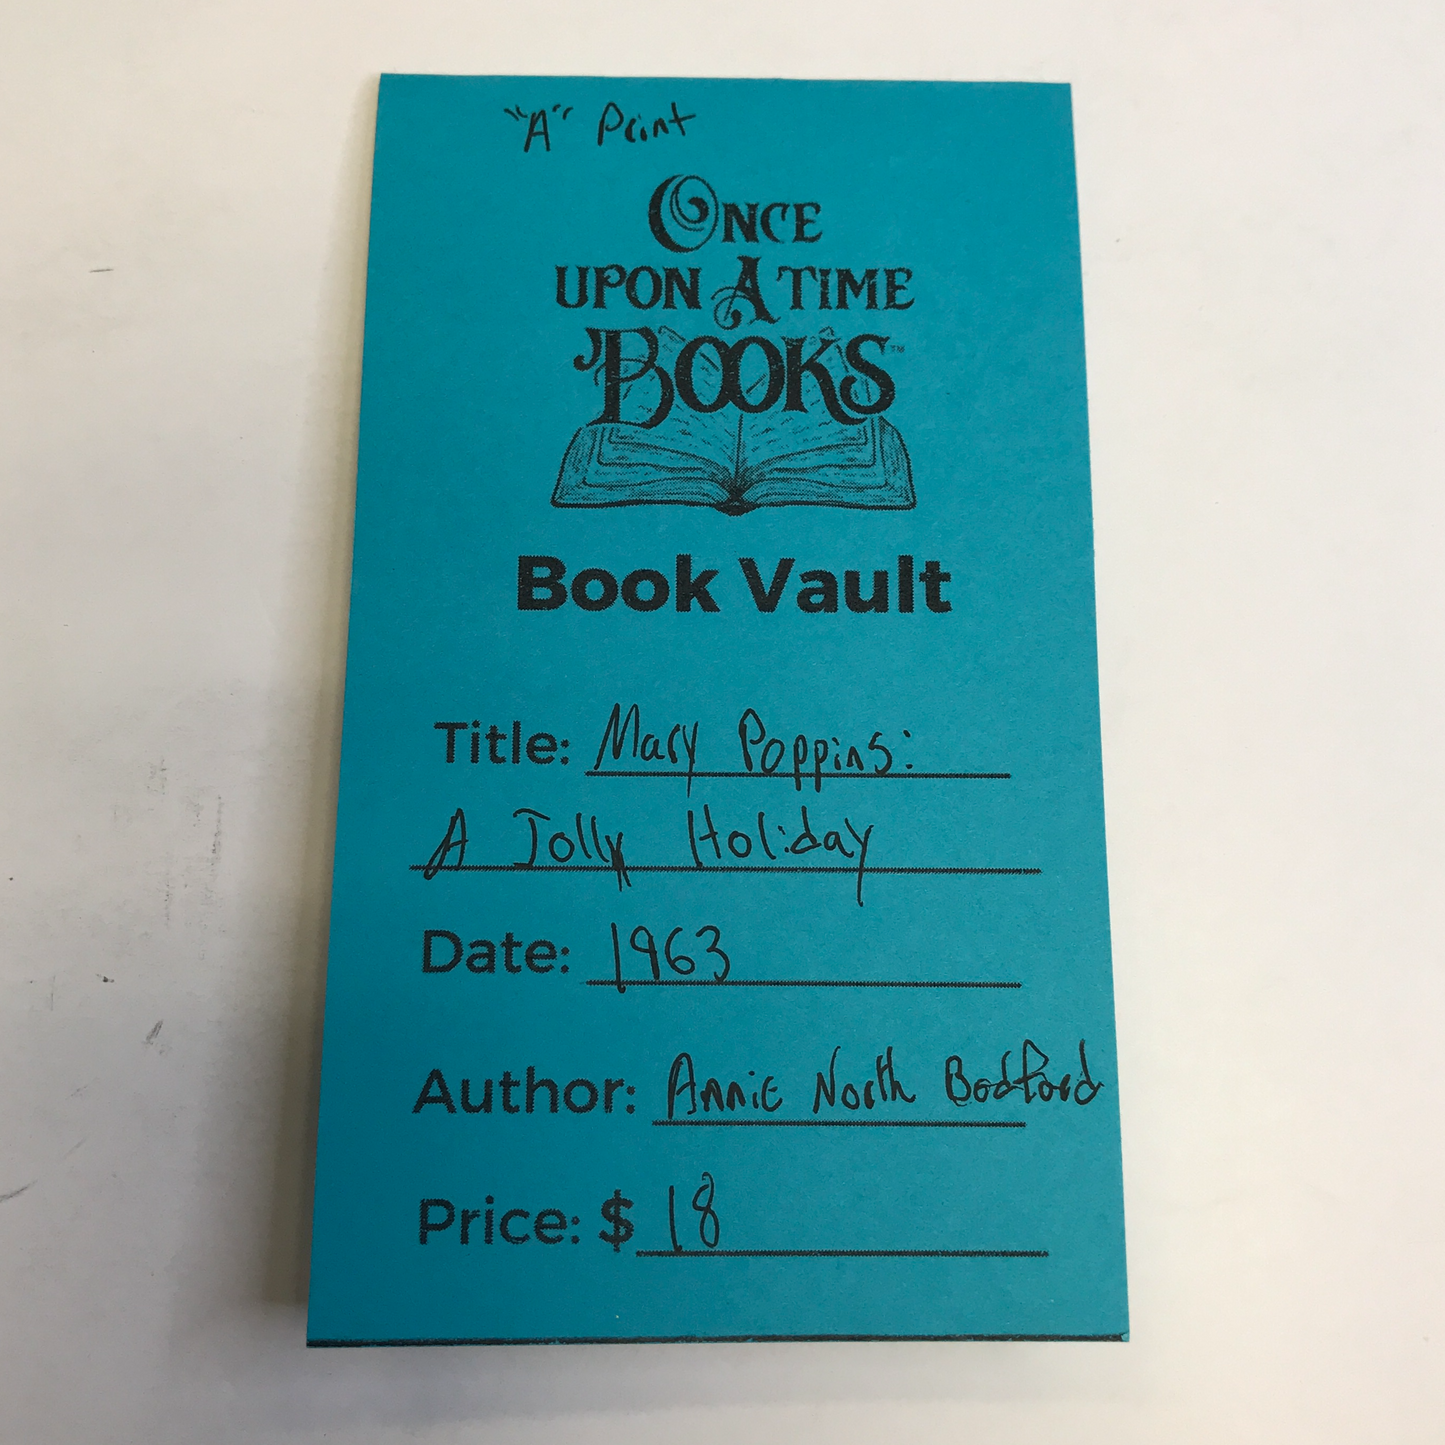 "A" Print
ONCE
UPON A TIME
BOOKS™
Book Vault
Title: Mary Poppins:
A Jolly Holiday
Date: 1963
Author: Annie North Bedford
Price: $ 18